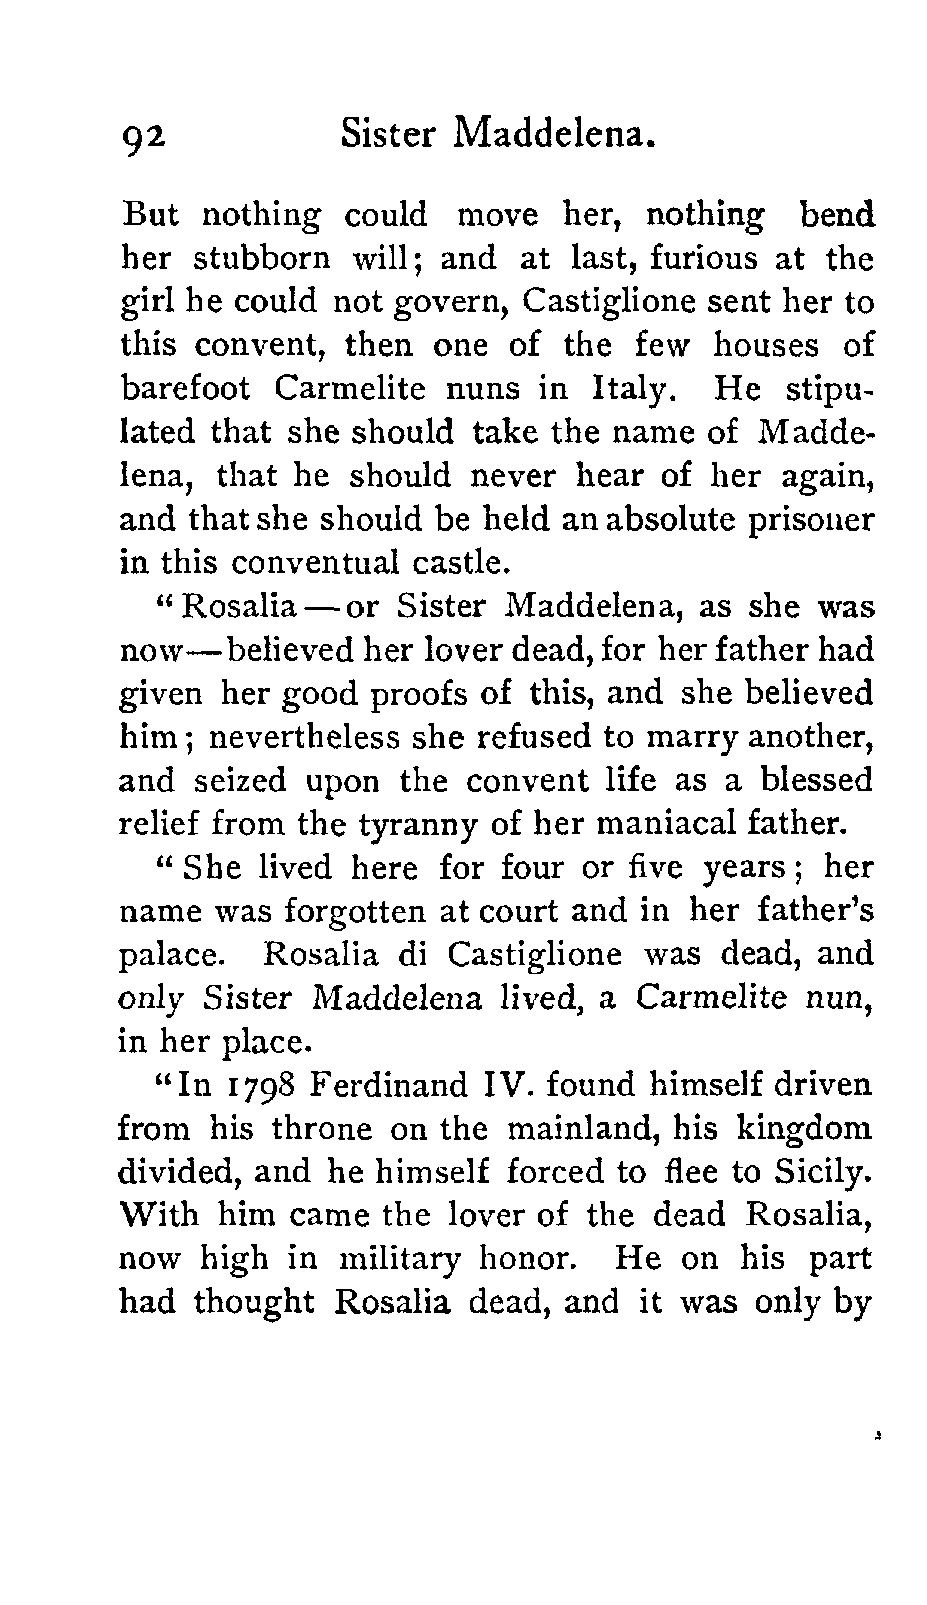 92 Sister Maddelena.
But nothing could move her, nothing bend
her stubborn will; and at last, furious at the
girl he could not govern, Castiglione sent her to
this convent, then one of the few houses of
barefoot Carmelite nuns in Italy. He stipu-
lated that she should take the name of Madde-
lena, that he should never hear of her again,
and that she should be held an absolute prisoner
in this conventual castle.
"Rosalia—or Sister Maddelena, as she was
now—believed her lover dead, for her father had
given her good proofs of this, and she believed
him; nevertheless she refused to marry another,
and seized upon the convent life as a blessed
relief from the tyranny of her maniacal father.
"She lived here for four or five years; her
name was forgotten at court and in her father's
palace. Rosalia di Castiglione was dead, and
only Sister Maddelena lived, a Carmelite nun,
in her place.
"In 1798 Ferdinand IV. found himself driven
from his throne on the mainland, his kingdom
divided, and he himself forced to flee to Sicily.
With him came the lover of the dead Rosalia,
now high in military honor. He on his part
had thought Rosalia dead, and it was only by